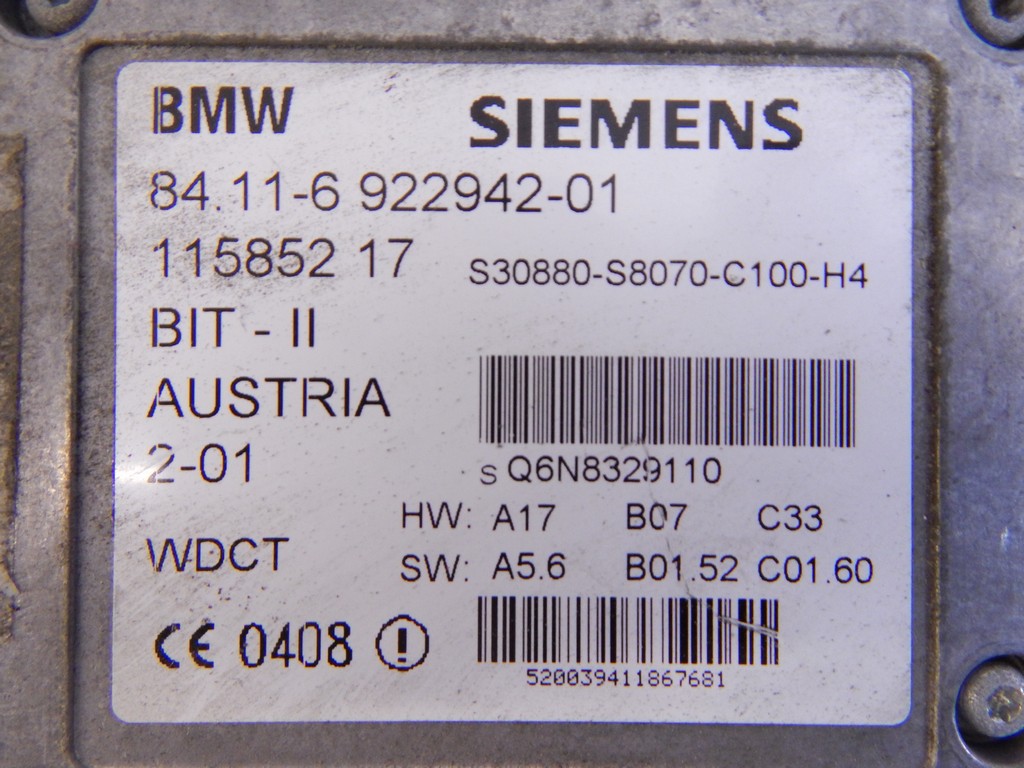 BMW
SIEMENS
84.11-6 922942-01
115852 17
S30880-S8070-C100-H4
BIT - II
AUSTRIA
2-01
S Q6N8329110
HW: A17 B07 C33
WDCT
SW: A5.6 B01.52 C01.60
CE 0408 !
520039411867681